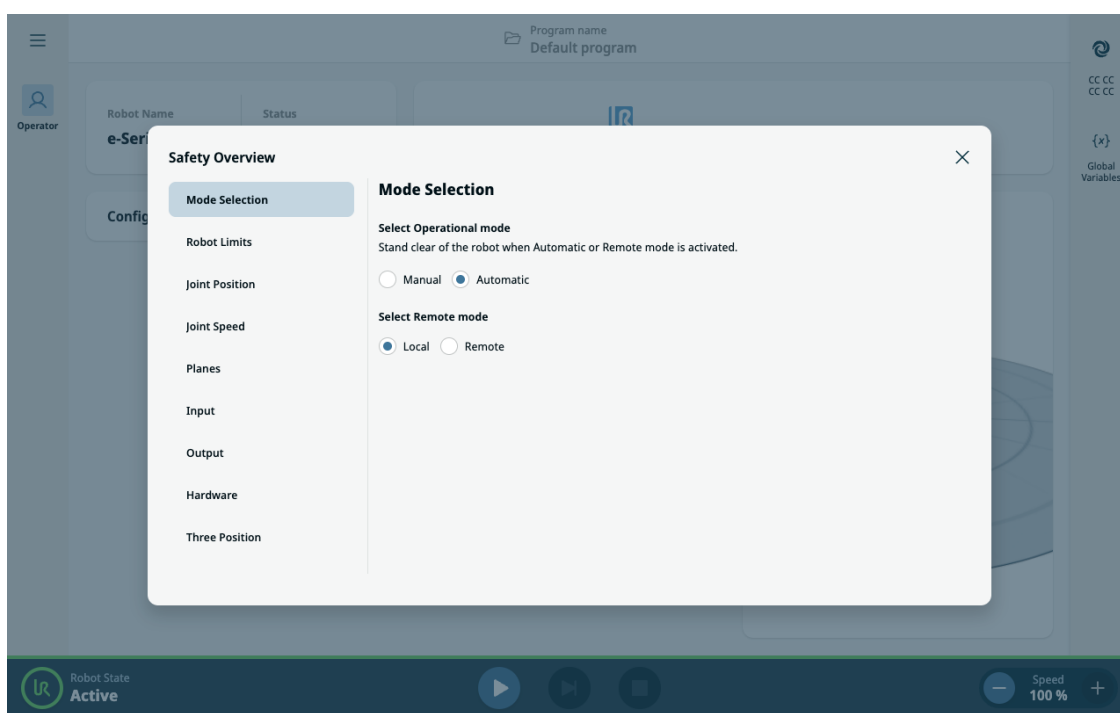 Program name
Default program
Operator
Robot Name
Status
e-Seri
Config
CC CC
CC CC
{x}
Global
Variables
Safety Overview
Mode Selection
Robot Limits
Joint Position
Joint Speed
Planes
Input
Output
Hardware
Three Position
Mode Selection
Select Operational mode
Stand clear of the robot when Automatic or Remote mode is activated.
Manual Automatic
Select Remote mode
Local Remote
Robot State
Active
Speed
100 %